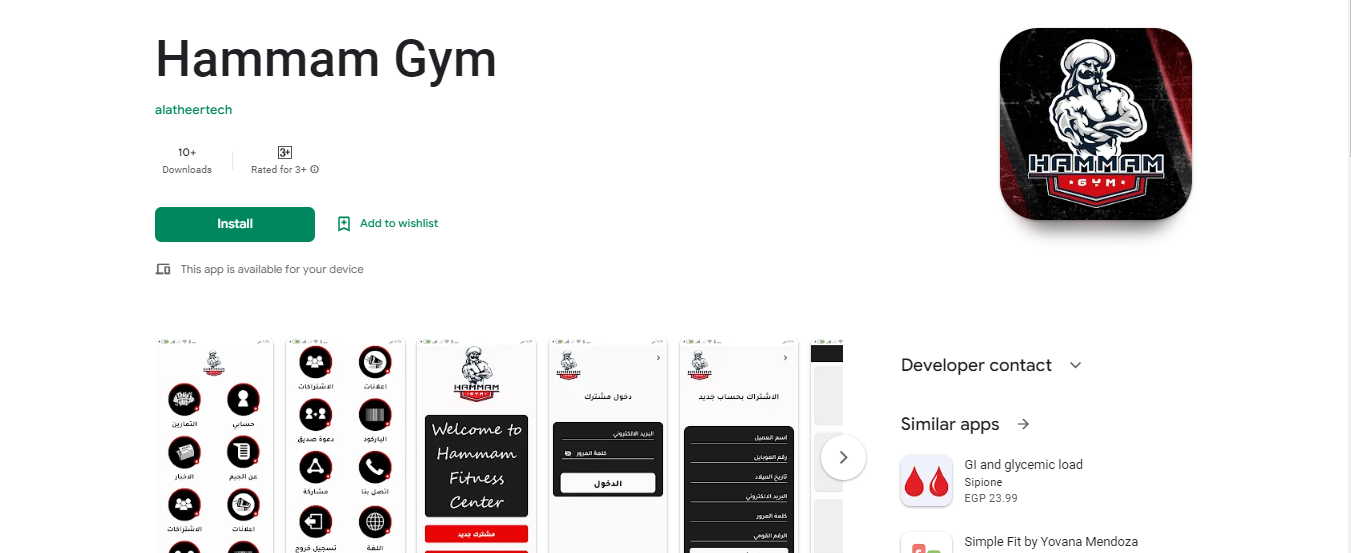 Hammam Gym
alatheertech
10+
Downloads
3+
Rated for 3+
Install
Add to wishlist
This app is available for your device
HAMMAM
GYM
التمارين
حسابي
الاخبار
عن الجيم
الاشتراكات
اعلانات
الاشتراكات
اعلانات
دعوة صديق
الباركود
مشاركة
اتصل بنا
تسجيل خروج
اللغة
HAMMAM
GYM
Welcome to
Hammam
Fitness
Center
مشترك جديد
دخول مشترك
البريد الالكتروني
كلمة المرور
الدخول
الاشتراك بحساب جديد
اسم العميل
رقم الموبايل
تاريخ الميلاد
البريد الالكتروني
كلمة المرور
الرقم القومي
Developer contact
Similar apps
GI and glycemic load
Sipione
EGP 23.99
Simple Fit by Yovana Mendoza